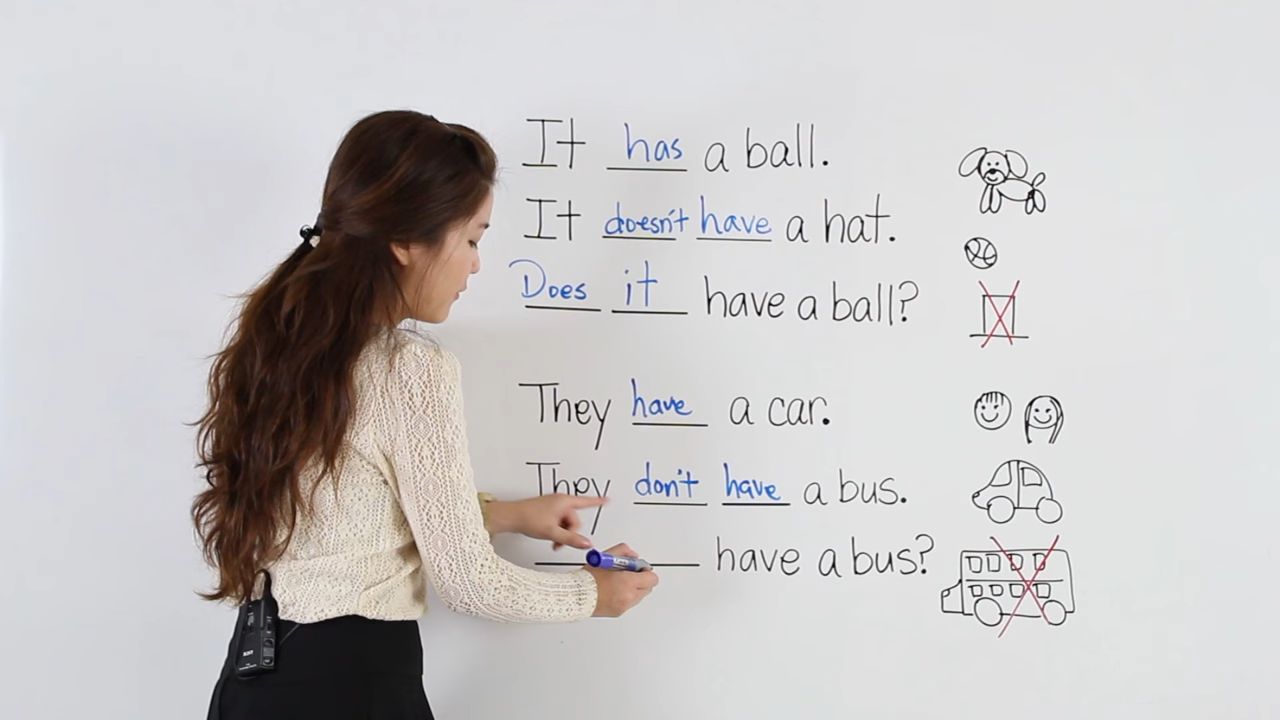 It has a ball.
It doesn't have a hat.
Does it have a ball?
They have a car.
They don't have a bus.
have a bus?